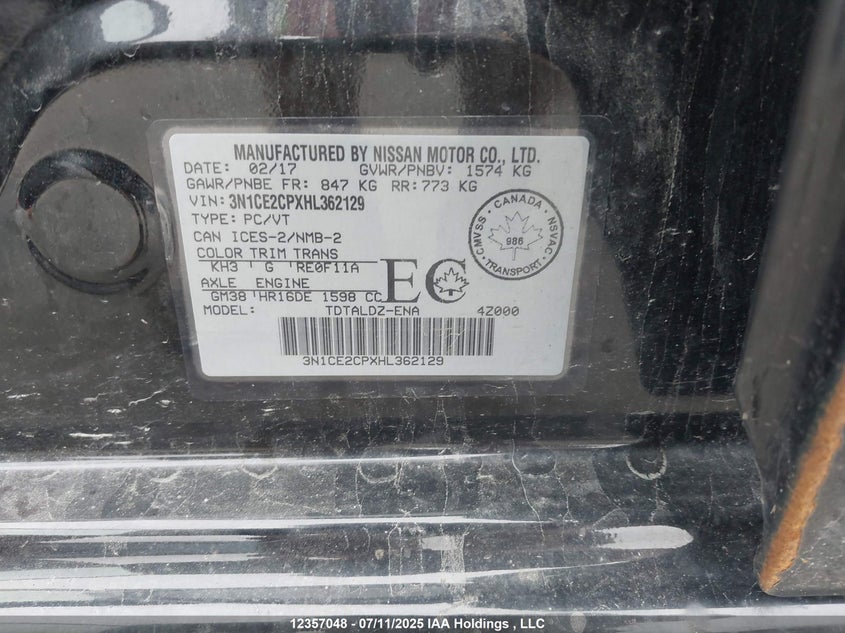 MANUFACTURED BY NISSAN MOTOR CO., LTD.
DATE: 02/17 GVWR/PNBV: 1574 KG
GAWR/PNBE FR: 847 KG RR: 773 KG
VIN: 3N1CE2CPXHL362129
TYPE: PC/VT
CAN ICES-2/NMB-2
COLOR TRIM TRANS
KH3 G RE0F11A
AXLE ENGINE
GM38 HR16DE 1598 CC
EC
MODEL: TDTALDZ-ENA 4Z000
3N1CE2CPXHL362129
CANADA
CMVSS 986 NSVAC
TRANSPORT
12357048 - 07/11/2025 IAA Holdings , LLC